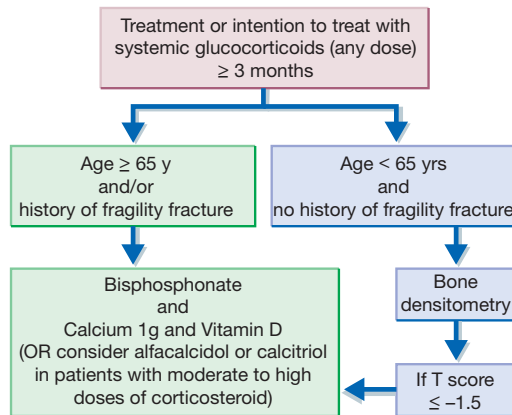 Treatment or intention to treat with
systemic glucocorticoids (any dose)
≥ 3 months
Age ≥ 65 y
and/or
history of fragility fracture
Age < 65 yrs
and
no history of fragility fracture
Bisphosphonate
and
Calcium 1g and Vitamin D
(OR consider alfacalcidol or calcitriol
in patients with moderate to high
doses of corticosteroid)
Bone
densitometry
If T score
≤ –1.5